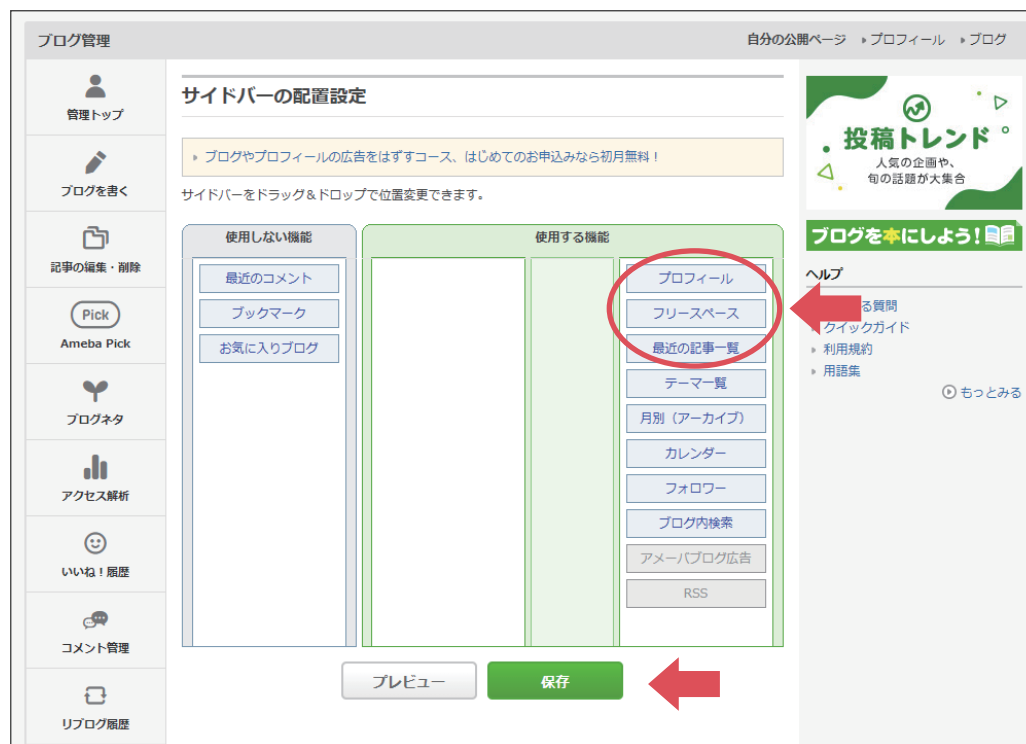 ブログ管理
自分の公開ページ プロフィール ブログ
管理トップ
ブログを書く
記事の編集・削除
Pick
Ameba Pick
ブログネタ
アクセス解析
いいね！履歴
コメント管理
リブログ履歴
サイドバーの配置設定
ブログやプロフィールの広告をはずすコース、はじめてのお申込みなら初月無料！
サイドバーをドラッグ&ドロップで位置変更できます。
使用しない機能
最近のコメント
ブックマーク
お気に入りブログ
使用する機能
プロフィール
フリースペース
最近の記事一覧
テーマ一覧
月別（アーカイブ）
カレンダー
フォロワー
ブログ内検索
アメーバブログ広告
RSS
プレビュー
保存
投稿トレンド
人気の企画や、
旬の話題が大集合
ブログを本にしよう！
ヘルプ
る質問
クイックガイド
利用規約
用語集
もっとみる